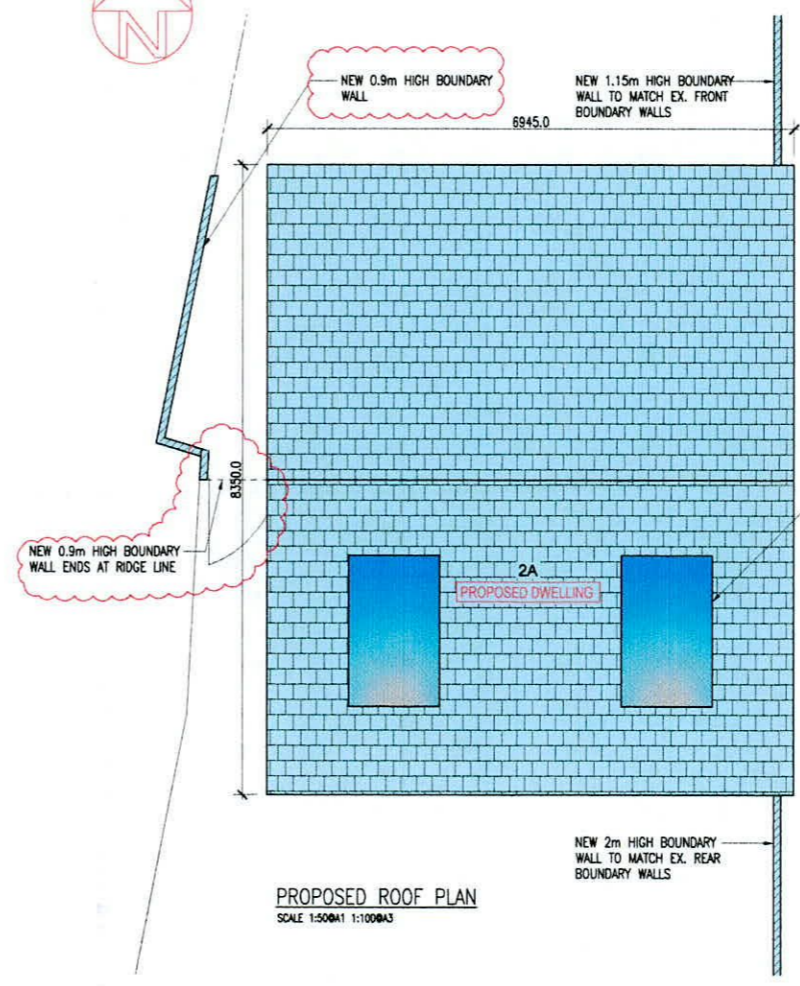 N
NEW 0.9m HIGH BOUNDARY
WALL
NEW 1.15m HIGH BOUNDARY
WALL TO MATCH EX. FRONT
BOUNDARY WALLS
6945.0
8350.0
NEW 0.9m HIGH BOUNDARY
WALL ENDS AT RIDGE LINE
2A
PROPOSED DWELLING
NEW 2m HIGH BOUNDARY
WALL TO MATCH EX. REAR
BOUNDARY WALLS
PROPOSED ROOF PLAN
SCALE 1:50@A1 1:100@A3